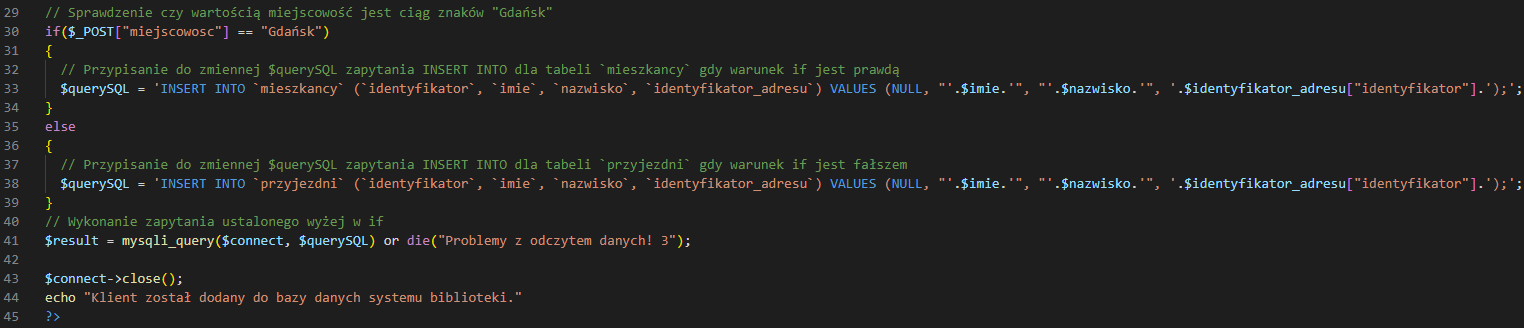 29 // Sprawdzenie czy wartością miejscowość jest ciąg znaków "Gdańsk"
30 if($_POST["miejscowosc"] == "Gdańsk")
31 {
32 // Przypisanie do zmiennej $querySQL zapytania INSERT INTO dla tabeli `mieszkancy` gdy warunek if jest prawdą
33 $querySQL = 'INSERT INTO `mieszkancy` (`identyfikator`, `imie`, `nazwisko`, `identyfikator_adresu`) VALUES (NULL, "'.$imie.'", "'.$nazwisko.'", '.$identyfikator_adresu["identyfikator"].');';
34 }
35 else
36 {
37 // Przypisanie do zmiennej $querySQL zapytania INSERT INTO dla tabeli `przyjezdni` gdy warunek if jest fałszem
38 $querySQL = 'INSERT INTO `przyjezdni` (`identyfikator`, `imie`, `nazwisko`, `identyfikator_adresu`) VALUES (NULL, "'.$imie.'", "'.$nazwisko.'", '.$identyfikator_adresu["identyfikator"].');';
39 }
40 // Wykonanie zapytania ustalonego wyżej w if
41 $result = mysqli_query($connect, $querySQL) or die("Problemy z odczytem danych! 3");
42
43 $connect->close();
44 echo "Klient został dodany do bazy danych systemu biblioteki."
45 ?>